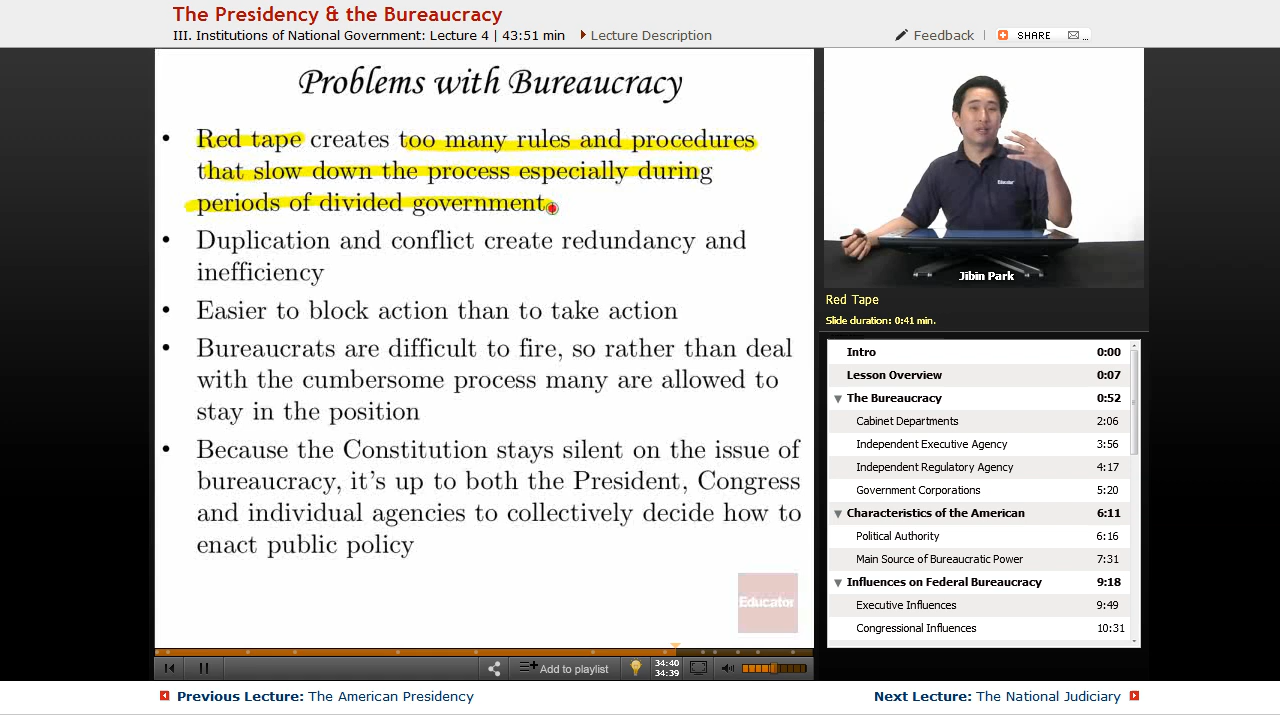 The Presidency & the Bureaucracy
III. Institutions of National Government: Lecture 4 | 43:51 min
Lecture Description
Feedback
SHARE
Problems with Bureaucracy
• Red tape creates too many rules and procedures
that slow down the process especially during
periods of divided government.
• Duplication and conflict create redundancy and
inefficiency
• Easier to block action than to take action
• Bureaucrats are difficult to fire, so rather than deal
with the cumbersome process many are allowed to
stay in the position
• Because the Constitution stays silent on the issue of
bureaucracy, it's up to both the President, Congress
and individual agencies to collectively decide how to
enact public policy
Educator
Educator
Jibin Park
Red Tape
Slide duration: 0:41 min.
Intro 0:00
Lesson Overview 0:07
The Bureaucracy 0:52
Cabinet Departments 2:06
Independent Executive Agency 3:56
Independent Regulatory Agency 4:17
Government Corporations 5:20
Characteristics of the American 6:11
Political Authority 6:16
Main Source of Bureaucratic Power 7:31
Influences on Federal Bureaucracy 9:18
Executive Influences 9:49
Congressional Influences 10:31
Add to playlist
34:40
34:39
Previous Lecture: The American Presidency
Next Lecture: The National Judiciary